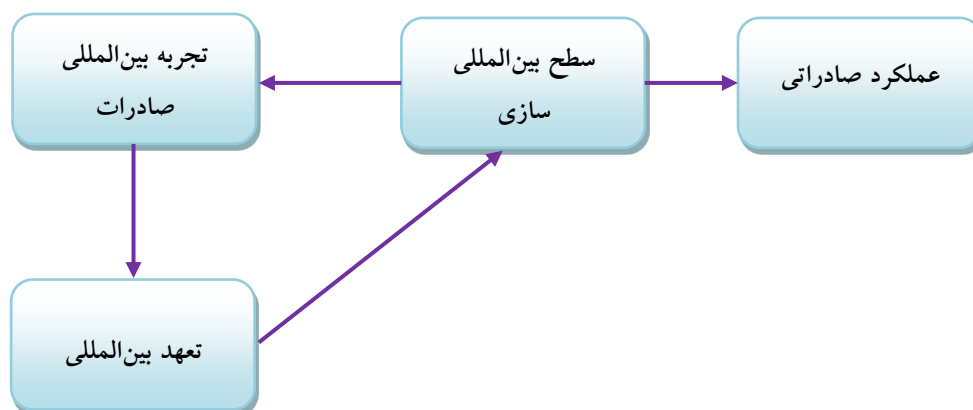 عملکرد صادراتی
سطح بین‌المللی
سازی
تجربه بین‌المللی
صادرات
تعهد بین‌المللی